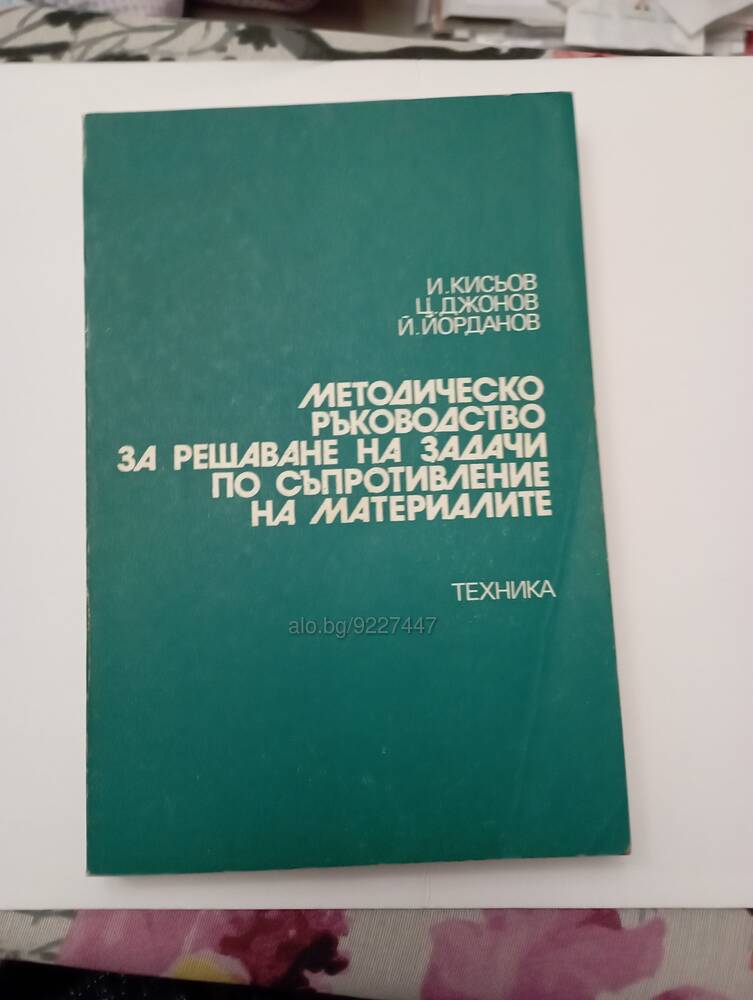 И.КИСЬОВ
Ц.ДЖОНОВ
Й.ЙОРДАНОВ
МЕТОДИЧЕСКО
РЪКОВОДСТВО
ЗА РЕШАВАНЕ НА ЗАДАЧИ
ПО СЪПРОТИВЛЕНИЕ
НА МАТЕРИАЛИТЕ
ТЕХНИКА
alo.bg/9227447